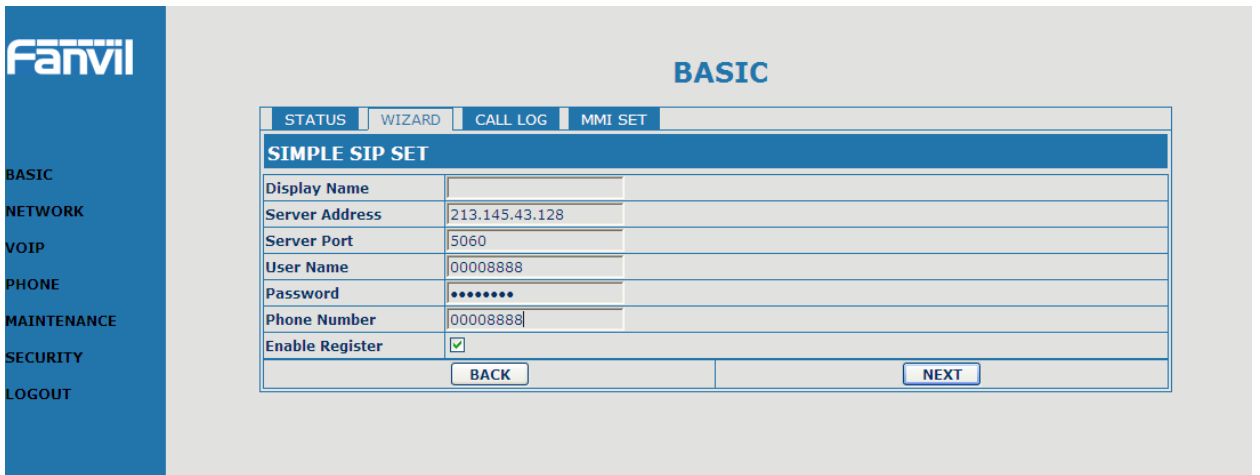 Fanvil
BASIC
NETWORK
VOIP
PHONE
MAINTENANCE
SECURITY
LOGOUT
BASIC
STATUS WIZARD CALL LOG MMI SET
SIMPLE SIP SET
Display Name
Server Address 213.145.43.128
Server Port 5060
User Name 00008888
Password ••••••••
Phone Number 00008888
Enable Register
BACK NEXT